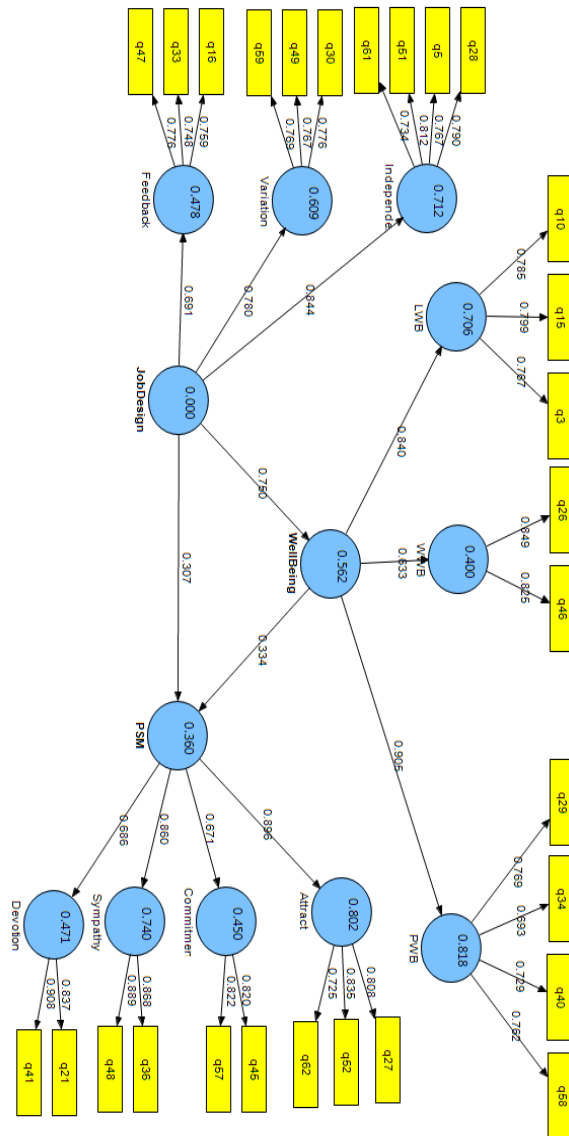 q10
q15
q3
q26
q46
q29
q34
q40
q58
0.785
0.799
0.787
0.849
0.825
0.769
0.693
0.729
0.762
q28
q5
q51
q61
0.790
0.767
0.812
0.734
0.712
Independe
0.706
LWB
0.400
WWB
0.818
PWB
q30
q49
q59
0.776
0.767
0.769
0.609
Variation
0.844
0.840
0.633
0.905
0.562
WellBeing
0.802
Attract
0.808
0.835
0.725
q27
q52
q62
q16
q33
q47
0.759
0.748
0.776
0.478
Feedback
0.780
0.691
0.750
0.334
0.896
0.000
JobDesign
0.307
0.360
PSM
0.671
0.860
0.686
0.450
Commitmer
0.820
0.822
q45
q57
0.740
Sympathy
0.868
0.889
q36
q48
0.471
Devotion
0.837
0.908
q21
q41